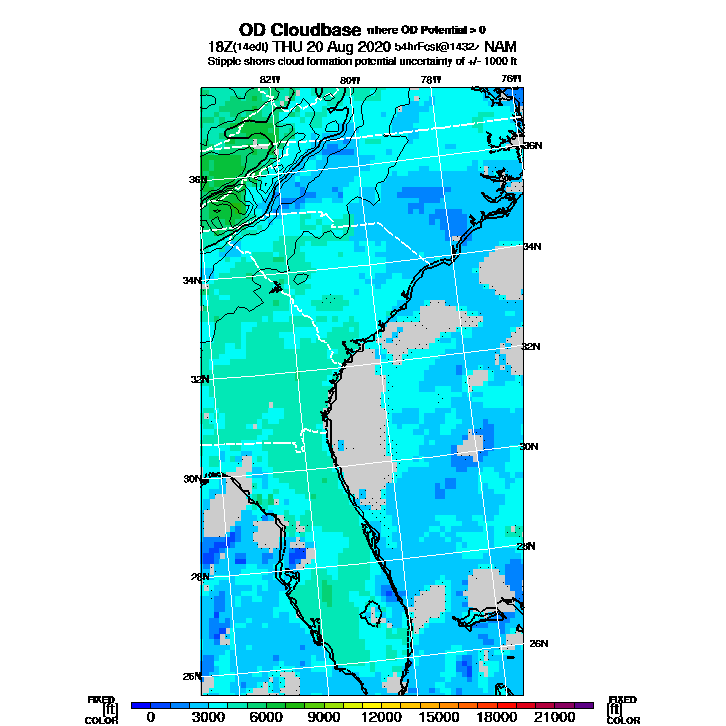 OD Cloudbase where OD Potential > 0
18Z(14edt) THU 20 Aug 2020 54hrFcst@1432z NAM
Stipple shows cloud formation potential uncertainty of +/- 1000 ft
82W 80W 78W 76W
36N
36N
34N
34N
32N
32N
30N
30N
28N
28N
26N
26N
FIXED FIXED
[ft] [ft]
COLOR COLOR
0 3000 6000 9000 12000 15000 18000 21000